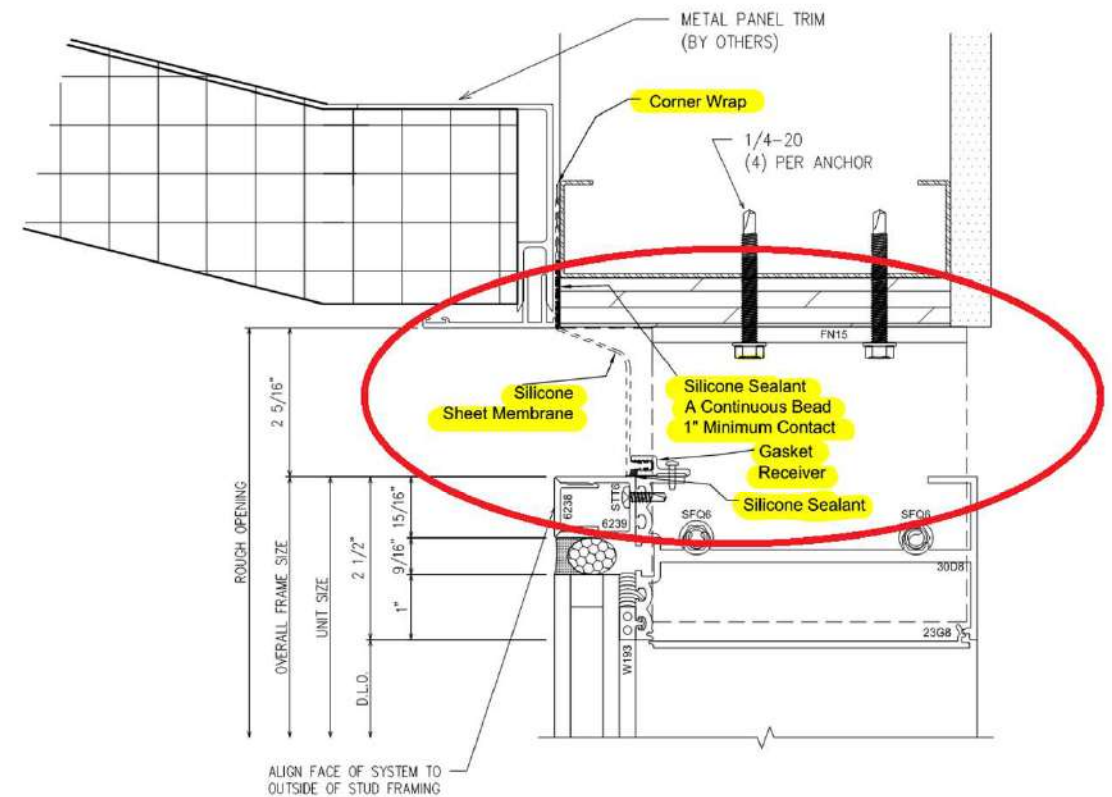 METAL PANEL TRIM
(BY OTHERS)
Corner Wrap
1/4-20
(4) PER ANCHOR
FN15
2 5/16"
Silicone
Sheet Membrane
Silicone Sealant
A Continuous Bead
1" Minimum Contact
Gasket
Receiver
Silicone Sealant
ROUGH OPENING
OVERALL FRAME SIZE
UNIT SIZE
2 1/2"
D.L.O.
15/16"
9/16"
1"
6238
STT6
6239
SFQ6
SFQ6
30D8
23G8
W193
ALIGN FACE OF SYSTEM TO
OUTSIDE OF STUD FRAMING